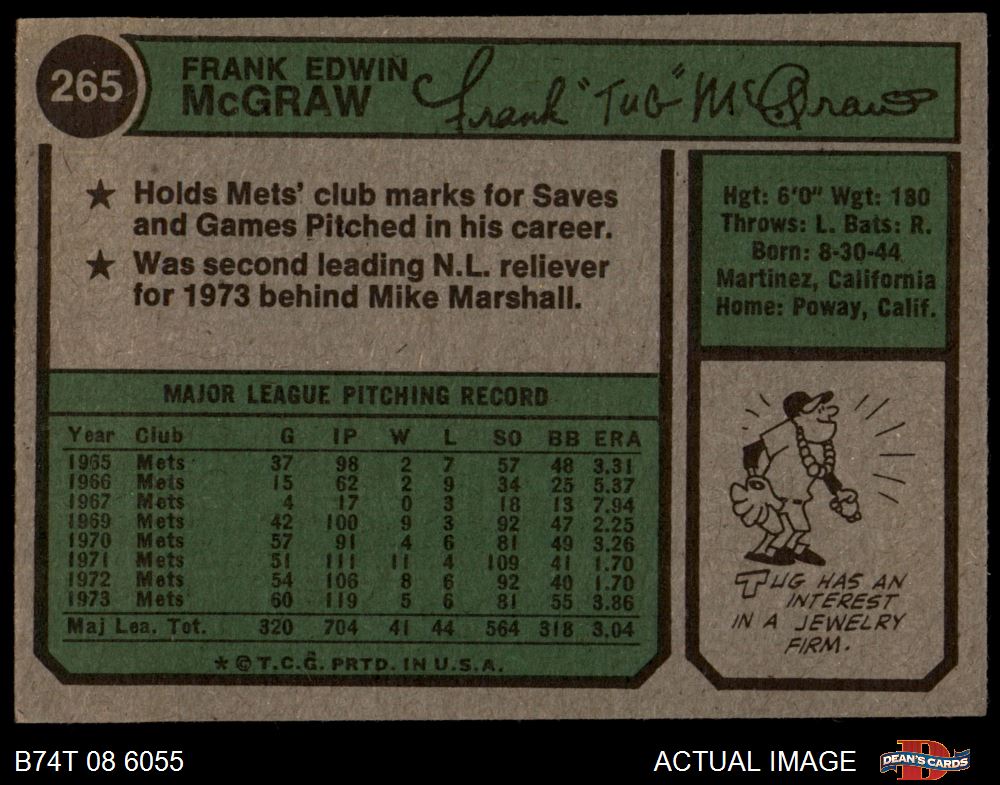 265
FRANK EDWIN
McGRAW
Frank "Tug" McGraw
★ Holds Mets' club marks for Saves
and Games Pitched in his career.
★ Was second leading N.L. reliever
for 1973 behind Mike Marshall.
Hgt: 6'0" Wgt: 180
Throws: L. Bats: R.
Born: 8-30-44
Martinez, California
Home: Poway, Calif.
MAJOR LEAGUE PITCHING RECORD
Year Club G IP W L SO BB ERA
1965 Mets 37 98 2 7 57 48 3.31
1966 Mets 15 62 2 9 34 25 5.37
1967 Mets 4 17 0 3 18 13 7.94
1969 Mets 42 100 9 3 92 47 2.25
1970 Mets 57 91 4 6 81 49 3.26
1971 Mets 51 111 11 4 109 41 1.70
1972 Mets 54 106 8 6 92 40 1.70
1973 Mets 60 119 5 6 81 55 3.86
Maj Lea. Tot. 320 704 41 44 564 318 3.04
* © T.C.G. PRTD. IN U.S.A.
TUG HAS AN
INTEREST
IN A JEWELRY
FIRM.
B74T 08 6055
ACTUAL IMAGE
DEAN'S CARDS